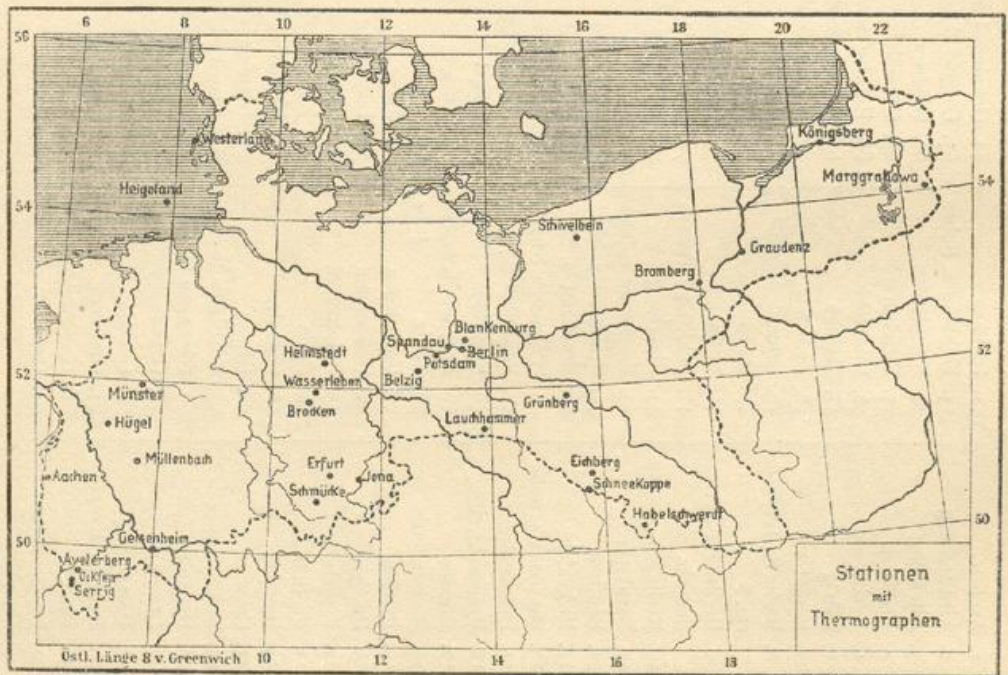 6 8 10 12 14 16 18 20 22
56
Westerland
Königsberg
Helgoland
Marggrabowa
54
54
Schivelbein
Graudenz
Bromberg
Blankenburg
Spandau
Berlin
Helmstedt
Potsdam
52
Wasserleben
Belzig
52
Münster
Brocken
Grünberg
Hügel
Lauchhammer
Müllenbach
Erfurt
Eichberg
Aachen
Jena
Schneekoppe
Schmücke
Habelschwerdt
50
Geisenheim
50
Avelerberg
Serrig
Stationen
mit
Thermographen
Östl. Länge 8 v. Greenwich 10 12 14 16 18